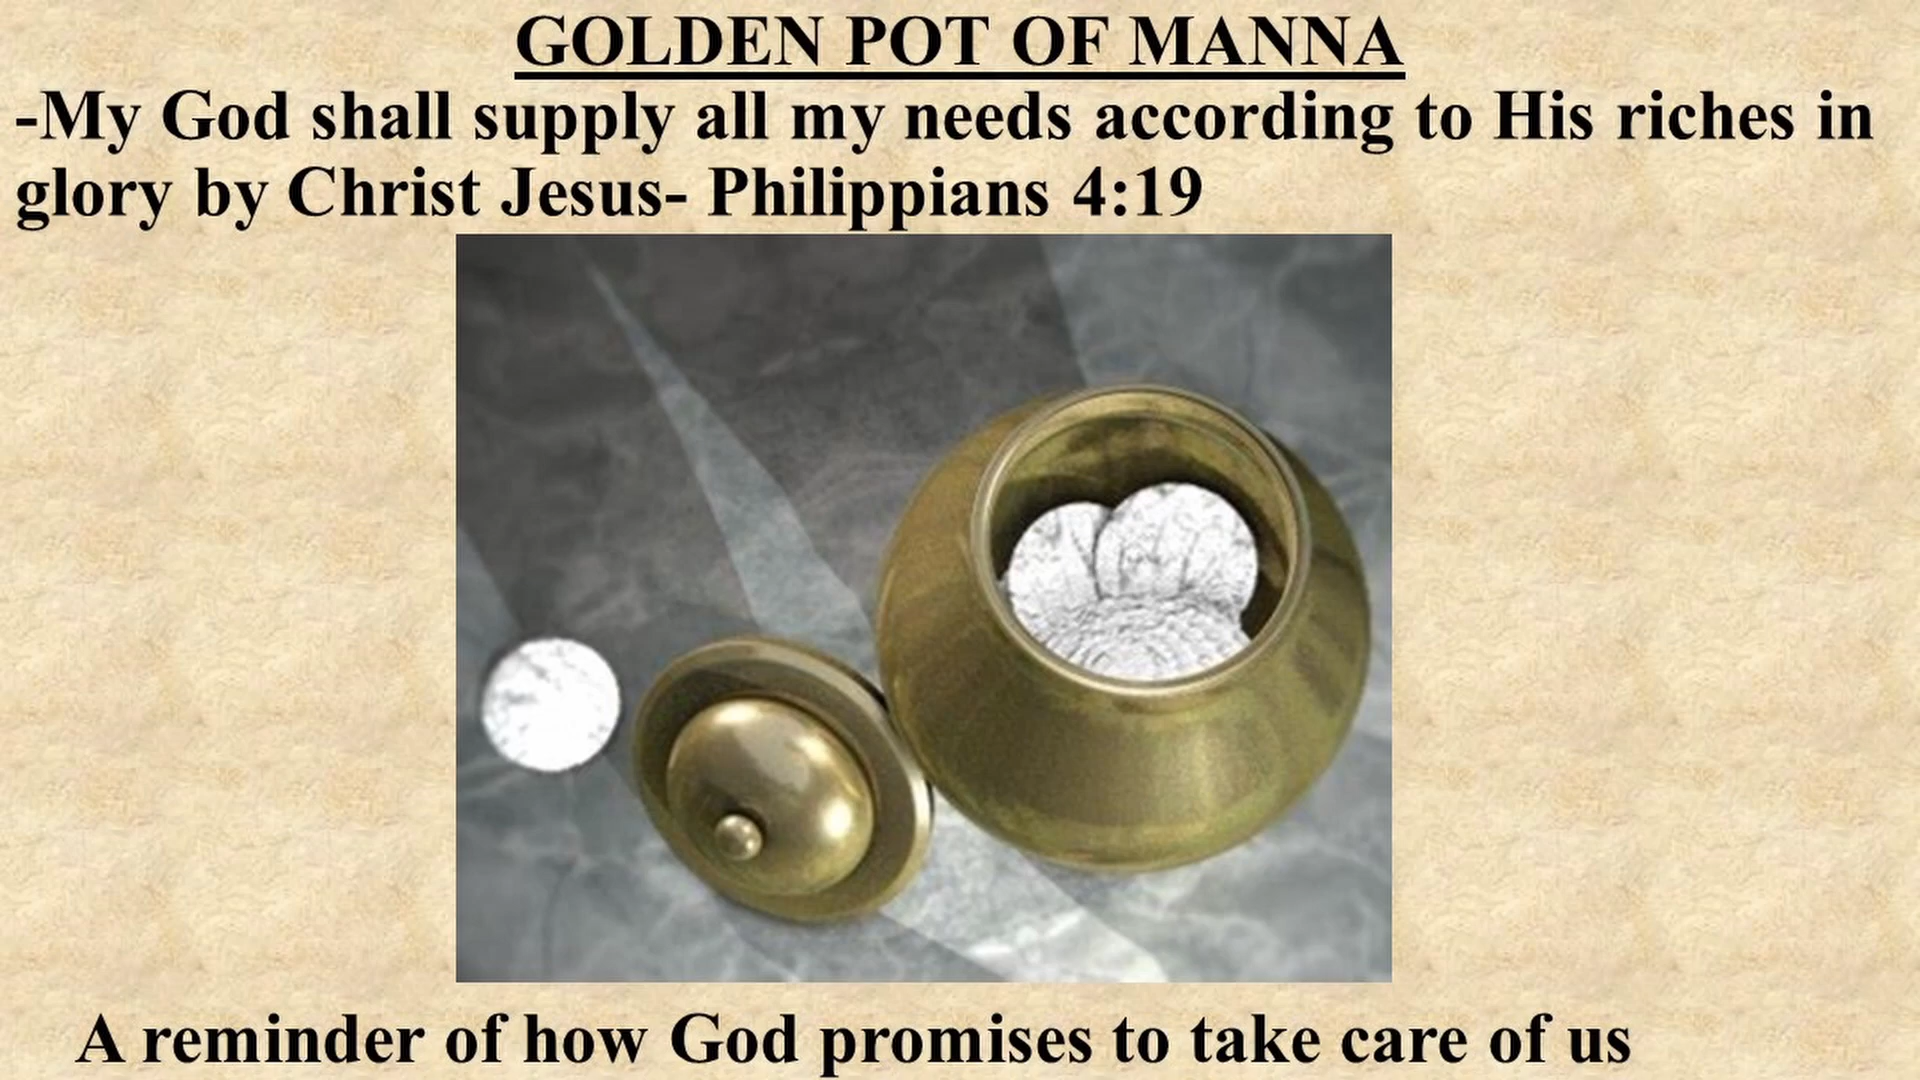 GOLDEN POT OF MANNA
-My God shall supply all my needs according to His riches in
glory by Christ Jesus- Philippians 4:19
A reminder of how God promises to take care of us